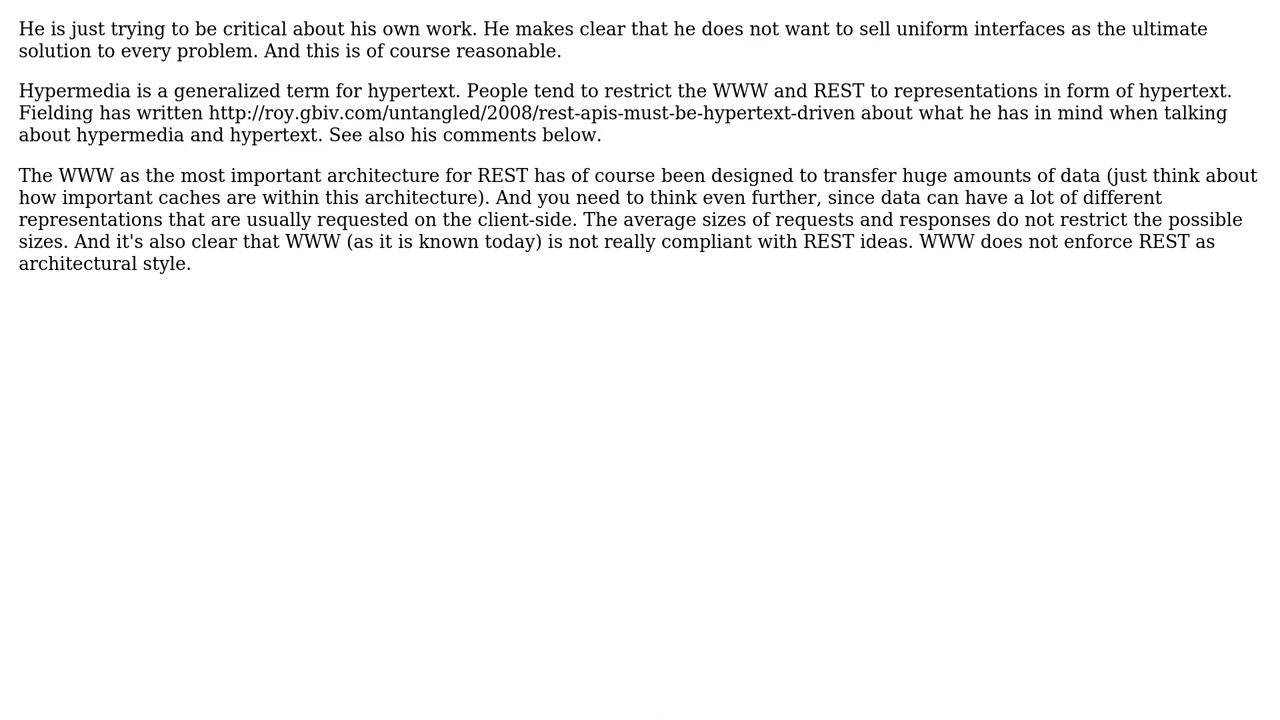 He is just trying to be critical about his own work. He makes clear that he does not want to sell uniform interfaces as the ultimate
solution to every problem. And this is of course reasonable.
Hypermedia is a generalized term for hypertext. People tend to restrict the WWW and REST to representations in form of hypertext.
Fielding has written http://roy.gbiv.com/untangled/2008/rest-apis-must-be-hypertext-driven about what he has in mind when talking
about hypermedia and hypertext. See also his comments below.
The WWW as the most important architecture for REST has of course been designed to transfer huge amounts of data (just think about
how important caches are within this architecture). And you need to think even further, since data can have a lot of different
representations that are usually requested on the client-side. The average sizes of requests and responses do not restrict the possible
sizes. And it's also clear that WWW (as it is known today) is not really compliant with REST ideas. WWW does not enforce REST as
architectural style.